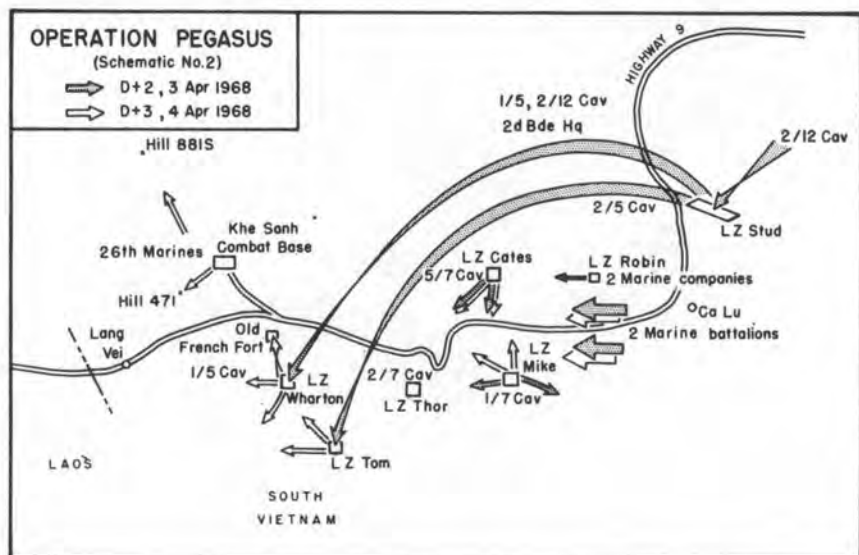 OPERATION PEGASUS
(Schematic No.2)
D+2, 3 Apr 1968
D+3, 4 Apr 1968
HIGHWAY 9
1/5, 2/12 Cav
2d Bde Hq
2/12 Cav
Hill 881S
2/5 Cav
LZ Stud
Khe Sanh
Combat Base
26th Marines
LZ Cates
5/7 Cav
LZ Robin
2 Marine companies
Hill 471
Ca Lu
2 Marine battalions
Lang
Vei
Old
French Fort
1/5 Cav
LZ
Wharton
2/7 Cav
LZ Thor
LZ
Mike
1/7 Cav
LZ Tom
LAOS
SOUTH
VIETNAM